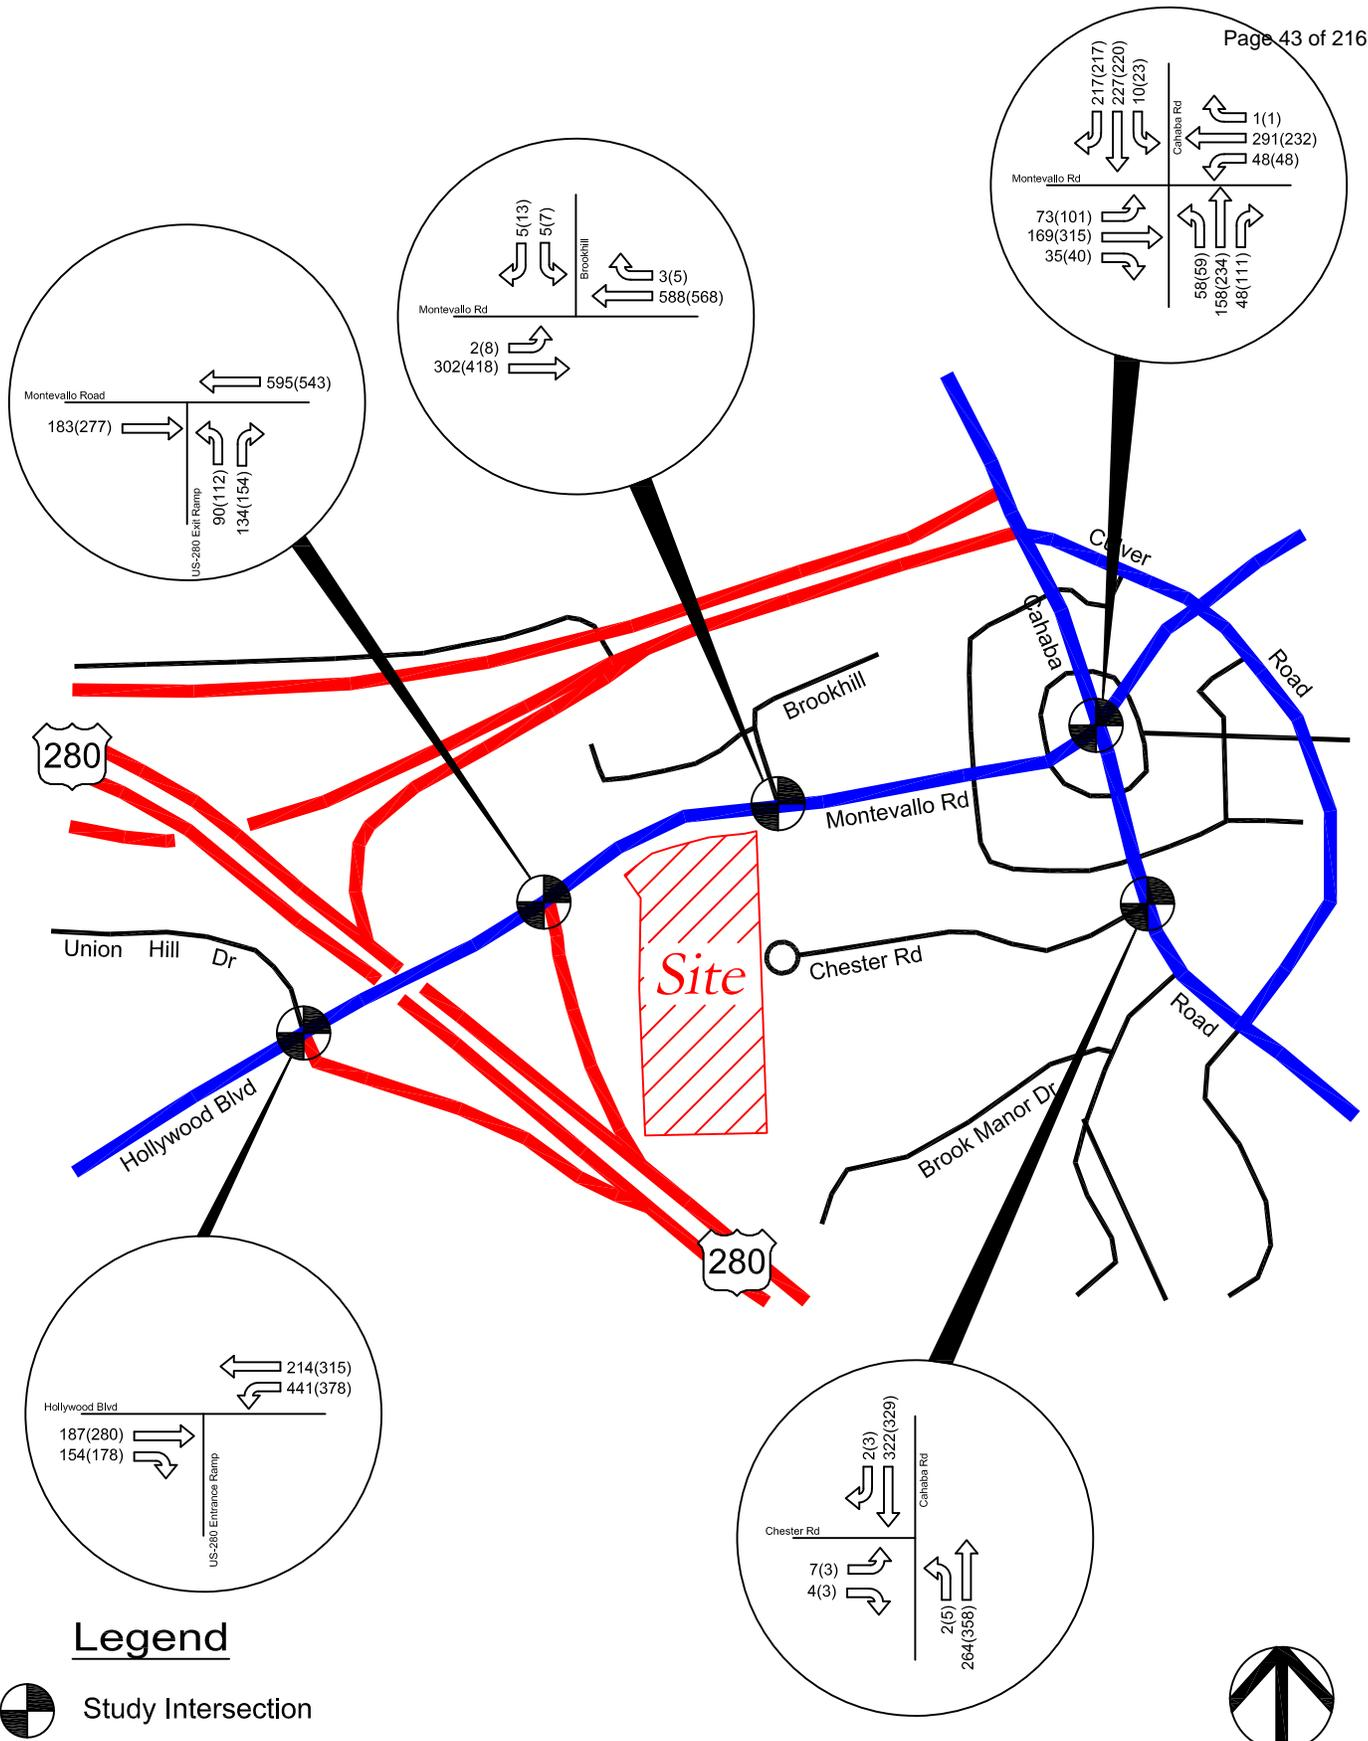 Page 43 of 216
217(217)
227(220)
10(23)
Cahaba Rd
1(1)
291(232)
48(48)
Montevallo Rd
73(101)
169(315)
35(40)
58(59)
158(234)
48(111)
5(13)
5(7)
Brookhill
3(5)
588(568)
Montevallo Rd
2(8)
302(418)
595(543)
Montevallo Road
183(277)
90(112)
134(154)
US-280 Exit Ramp
Culver
Road
Cahaba
Brookhill
280
Montevallo Rd
Union Hill Dr
Site
Chester Rd
Road
Hollywood Blvd
Brook Manor Dr
280
214(315)
441(378)
Hollywood Blvd
187(280)
154(178)
US-280 Entrance Ramp
2(3)
322(329)
Cahaba Rd
Chester Rd
7(3)
4(3)
2(5)
264(358)
Legend
Study Intersection